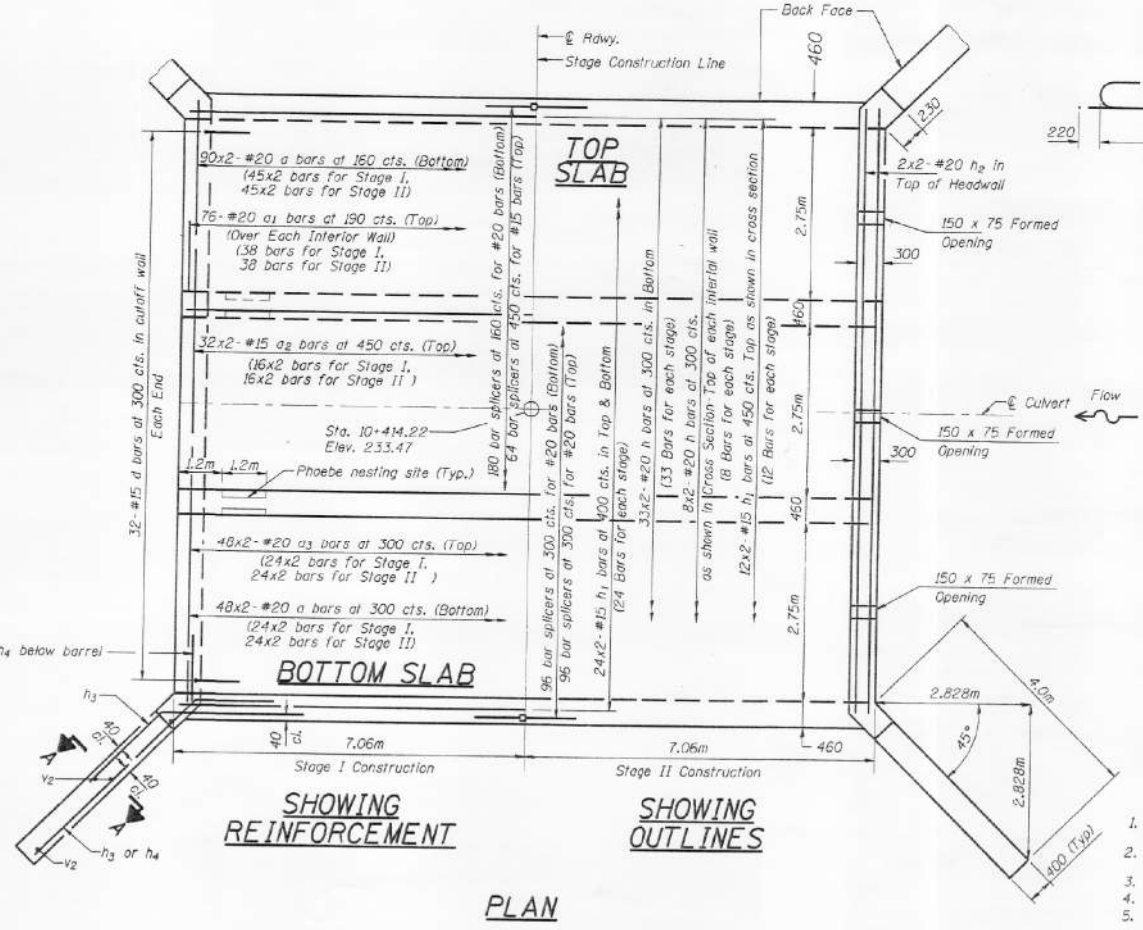 Back Face
℄ Rdwy.
Stage Construction Line
460
230
220
TOP
SLAB
90x2-#20 a bars at 160 cts. (Bottom)
(45x2 bars for Stage I,
45x2 bars for Stage II)
76-#20 a1 bars at 190 cts. (Top)
(Over Each Interior Wall)
(38 bars for Stage I,
38 bars for Stage II)
2x2-#20 h2 in
Top of Headwall
150 x 75 Formed
Opening
300
2.75m
460
32-#15 d bars at 300 cts. in cutoff wall
Each End
32x2-#15 a2 bars at 450 cts. (Top)
(16x2 bars for Stage I,
16x2 bars for Stage II )
180 bar splicers at 160 cts. for #20 bars (Bottom)
64 bar splicers at 450 cts. for #15 bars (Top)
96 bar splicers at 300 cts. for #20 bars (Bottom)
96 bar splicers at 300 cts. for #20 bars (Top)
24x2-#15 h1 bars at 400 cts. in Top & Bottom
(24 Bars for each stage)
33x2-#20 h bars at 300 cts. in Bottom
(33 Bars for each stage)
8x2-#20 h bars at 300 cts.
as shown in Cross Section-Top of each interial wall
(8 Bars for each stage)
12x2-#15 h1 bars at 450 cts. Top as shown in cross section
(12 Bars for each stage)
Sta. 10+414.22
Elev. 233.47
2.75m
℄ Culvert
Flow
150 x 75 Formed
Opening
300
1.2m
1.2m
Phoebe nesting site (Typ.)
460
48x2-#20 a3 bars at 300 cts. (Top)
(24x2 bars for Stage I,
24x2 bars for Stage II )
48x2-#20 a bars at 300 cts. (Bottom)
(24x2 bars for Stage I,
24x2 bars for Stage II)
150 x 75 Formed
Opening
2.75m
h4 below barrel
BOTTOM SLAB
h3
40
cl.
A
v2
40
cl.
A
h3 or h4
v2
40
cl.
7.06m
Stage I Construction
7.06m
Stage II Construction
460
2.828m
4.0m
45°
2.828m
400 (Typ)
SHOWING
REINFORCEMENT
SHOWING
OUTLINES
PLAN
1.
2.
3.
4.
5.